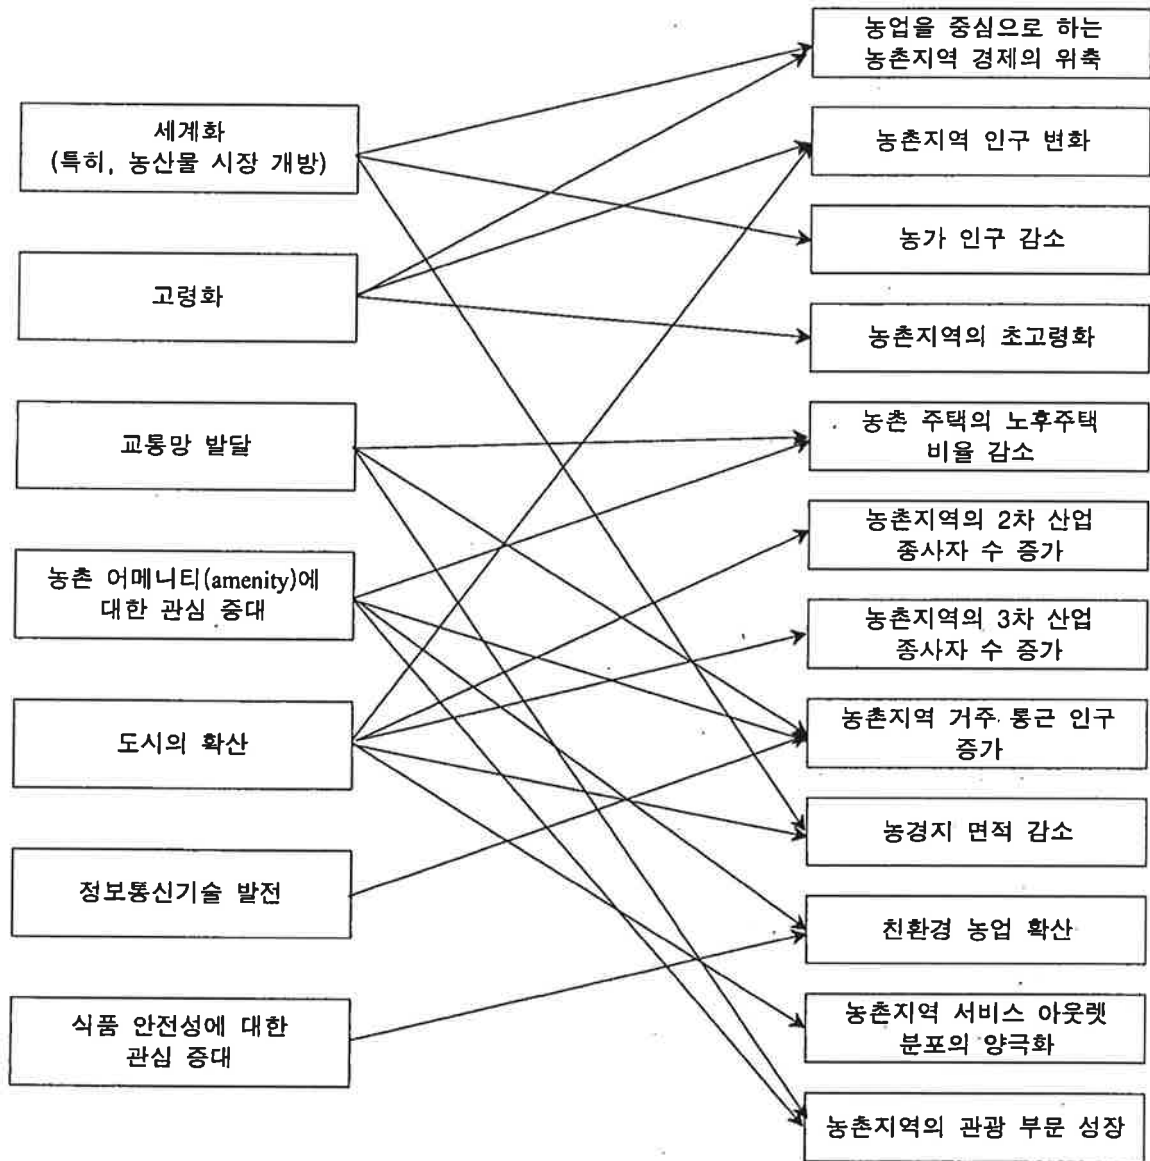 세계화
(특히, 농산물 시장 개방)
고령화
교통망 발달
농촌 어메니티(amenity)에
대한 관심 증대
도시의 확산
정보통신기술 발전
식품 안전성에 대한
관심 증대
농업을 중심으로 하는
농촌지역 경제의 위축
농촌지역 인구 변화
농가 인구 감소
농촌지역의 초고령화
농촌 주택의 노후주택
비율 감소
농촌지역의 2차 산업
종사자 수 증가
농촌지역의 3차 산업
종사자 수 증가
농촌지역 거주 통근 인구
증가
농경지 면적 감소
친환경 농업 확산
농촌지역 서비스 아웃렛
분포의 양극화
농촌지역의 관광 부문 성장